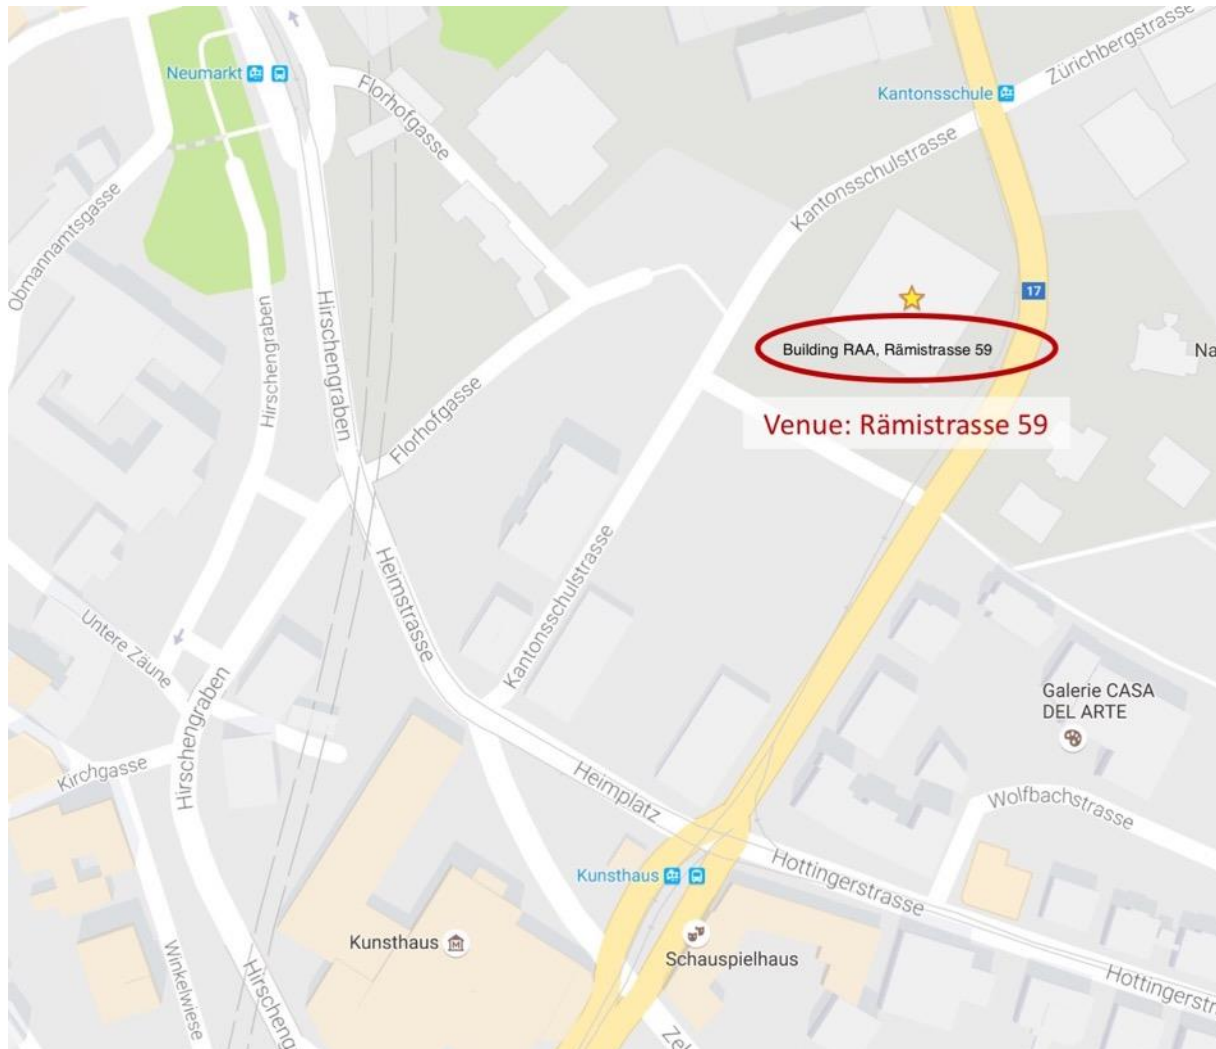 Zürichbergstrasse
Neumarkt
Florhofgasse
Kantonsschule
Kantonsschulstrasse
Obmannamtsgasse
Hirschengraben
Hirschengraben
17
Building RAA, Rämistrasse 59
Na
Venue: Rämistrasse 59
Florhofgasse
Heimstrasse
Kantonsschulstrasse
Untere Zäune
Hirschengraben
Galerie CASA
DEL ARTE
Kirchgasse
Heimplatz
Wolfbachstrasse
Kunsthaus
Hottingerstrasse
Kunsthaus
M
Schauspielhaus
Winkelwiese
Hirscheng
Hottingerstr
Zel